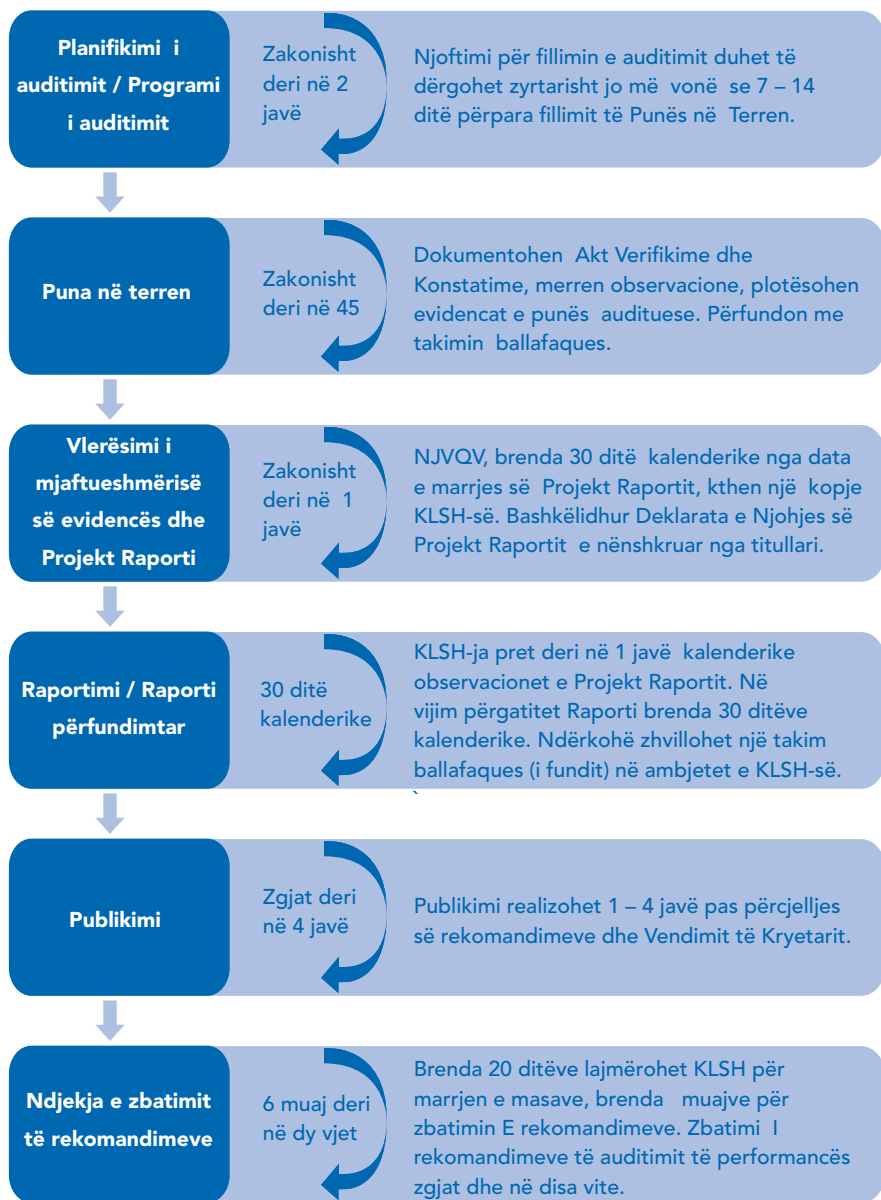 Planifikimi i
auditimit / Programi
i auditimit
Zakonisht
deri në 2
javë
Njoftimi për fillimin e auditimit duhet të
dërgohet zyrtarisht jo më vonë se 7 – 14
ditë përpara fillimit të Punës në Terren.
Puna në terren
Zakonisht
deri në 45
Dokumentohen Akt Verifikime dhe
Konstatime, merren observacione, plotësohen
evidencat e punës audituese. Përfundon me
takimin ballafaques.
Vlerësimi i
mjaftueshmërisë
së evidencës dhe
Projekt Raporti
Zakonisht
deri në 1
javë
NJVQV, brenda 30 ditë kalenderike nga data
e marrjes së Projekt Raportit, kthen një kopje
KLSH-së. Bashkëlidhur Deklarata e Njohjes së
Projekt Raportit e nënshkruar nga titullari.
Raportimi / Raporti
përfundimtar
30 ditë
kalenderike
KLSH-ja pret deri në 1 javë kalenderike
observacionet e Projekt Raportit. Në
vijim përgatitet Raporti brenda 30 ditëve
kalenderike. Ndërkohë zhvillohet një takim
ballafaques (i fundit) në ambjetet e KLSH-së.
`
Publikimi
Zgjat deri
në 4 javë
Publikimi realizohet 1 – 4 javë pas përcjelljes
së rekomandimeve dhe Vendimit të Kryetarit.
Ndjekja e zbatimit
të rekomandimeve
6 muaj deri
në dy vjet
Brenda 20 ditëve lajmërohet KLSH për
marrjen e masave, brenda muajve për
zbatimin E rekomandimeve. Zbatimi I
rekomandimeve të auditimit të performancës
zgjat dhe në disa vite.